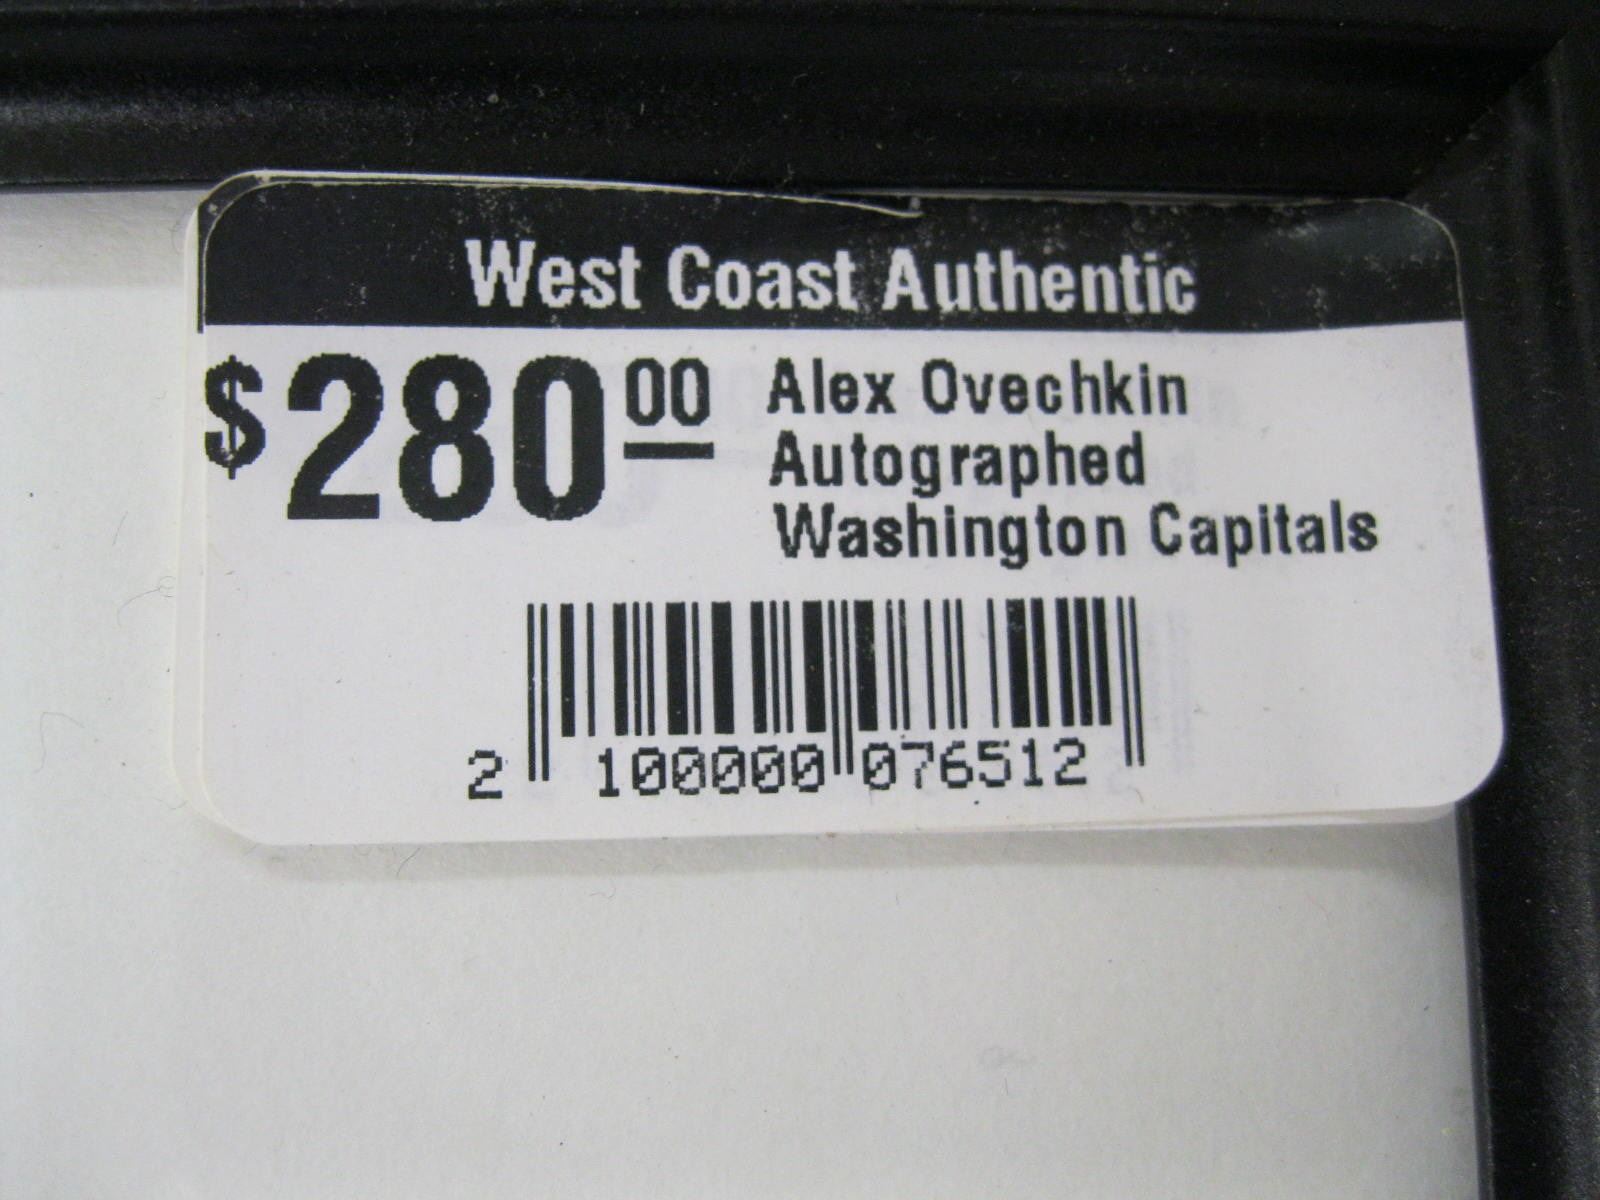 West Coast Authentic
$280 00
Alex Ovechkin
Autographed
Washington Capitals
2 100000 076512